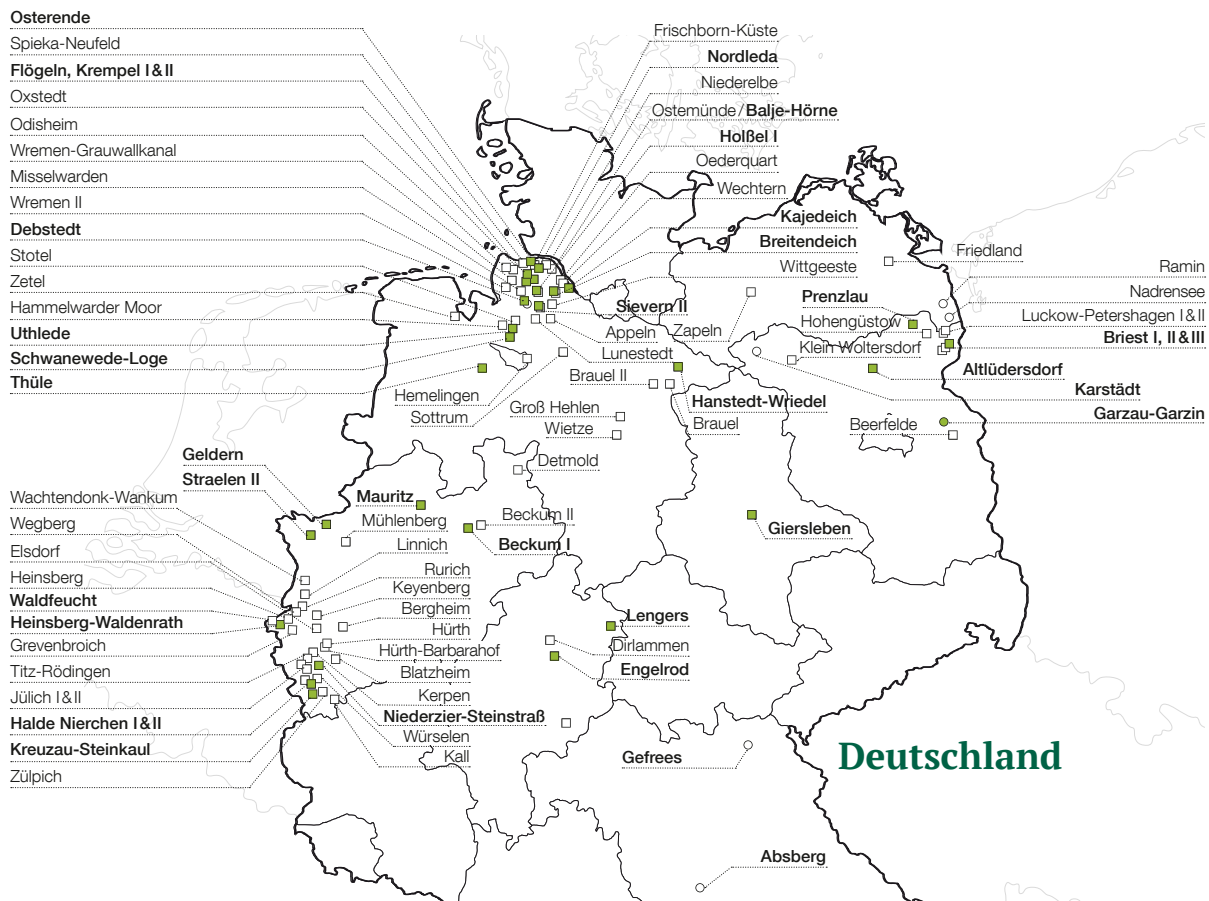 Osterende
Spieka-Neufeld
Flögeln, Krempel I & II
Oxstedt
Odisheim
Wremen-Grauwallkanal
Misselwarden
Wremen II
Debstedt
Stotel
Zetel
Hammelwarder Moor
Uthlede
Schwanewede-Loge
Thüle
Frischborn-Küste
Nordleda
Niederelbe
Ostemünde/Balje-Hörne
Holßel I
Oederquart
Wechtern
Kajedeich
Breitendeich
Wittgeeste
Sievern II
Appeln
Zapeln
Lunestedt
Brauel II
Hemelingen
Sottrum
Groß Hehlen
Wietze
Hanstedt-Wriedel
Brauel
Detmold
Friedland
Ramin
Nadrensee
Prenzlau
Hohengüstow
Luckow-Petershagen I & II
Briest I, II & III
Klein Woltersdorf
Altlüdersdorf
Karstädt
Garzau-Garzin
Beerfelde
Geldern
Straelen II
Wachtendonk-Wankum
Wegberg
Elsdorf
Heinsberg
Waldfeucht
Heinsberg-Waldenrath
Grevenbroich
Titz-Rödingen
Jülich I & II
Halde Nierchen I & II
Kreuzau-Steinkaul
Zülpich
Mauritz
Mühlenberg
Linnich
Beckum II
Beckum I
Rurich
Keyenberg
Bergheim
Hürth
Hürth-Barbarahof
Blatzheim
Kerpen
Niederzier-Steinstraß
Würselen
Kall
Giersleben
Lengers
Dirlammen
Engelrod
Gefrees
Deutschland
Absberg